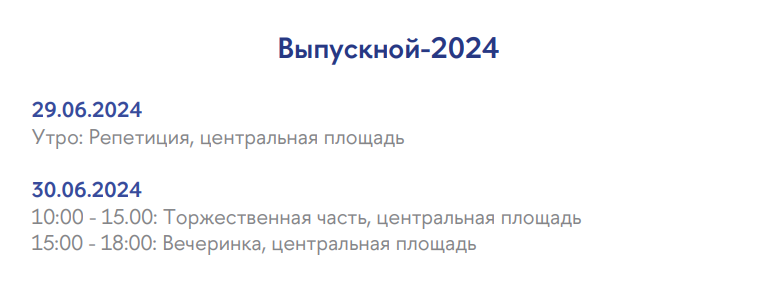 Выпускной-2024
29.06.2024
Утро: Репетиция, центральная площадь
30.06.2024
10:00 - 15.00: Торжественная часть, центральная площадь
15:00 - 18:00: Вечеринка, центральная площадь